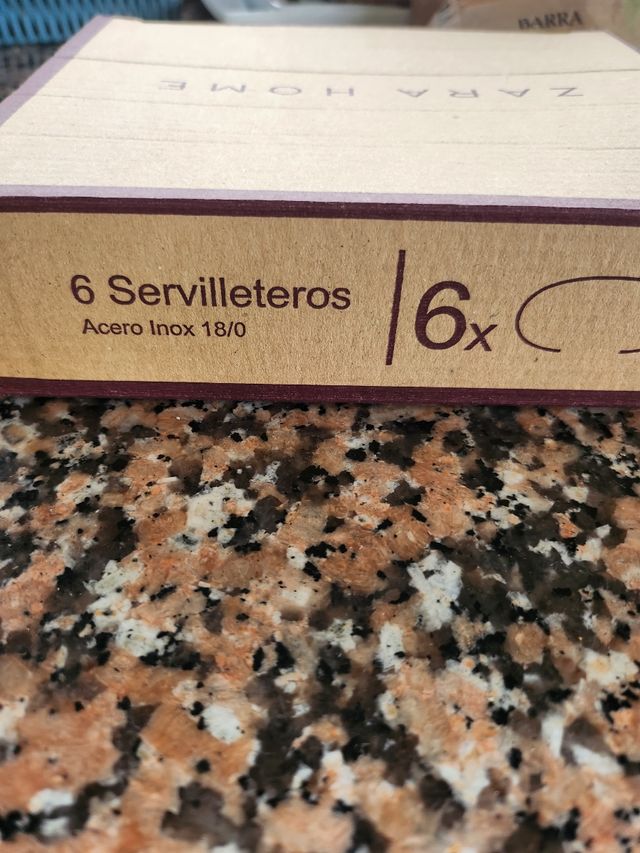 BARRA
ZARA HOME
6 Servilleteros
Acero Inox 18/0
6x